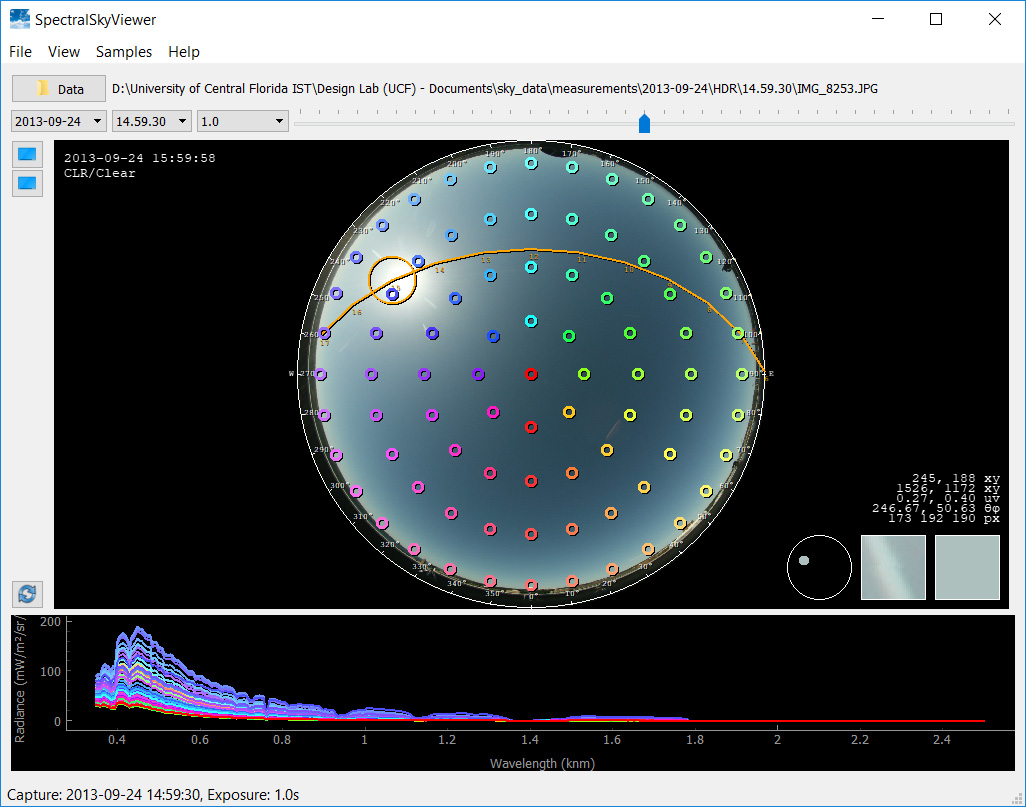 SpectralSkyViewer
File View Samples Help
Data D:\University of Central Florida IST\Design Lab (UCF) - Documents\sky_data\measurements\2013-09-24\HDR\14.59.30\IMG_8253.JPG
2013-09-24 14.59.30 1.0
2013-09-24 15:59:58
CLR/Clear
190° 180° 170°
200° 160°
210° 150°
220° 140°
230° 130°
240° 120°
250° 110°
260° 100°
W 270° 90° E
280° 80°
290° 70°
300° 60°
310° 50°
320° 40°
330° 30°
340° 20°
350° 0° 10°
17 16 15 14 13 12 11 10 9 8
245, 188 xy
1526, 1172 xy
0.27, 0.40 uv
246.67, 50.63 θφ
173 192 190 px
Radiance (mW/m²/sr/
200
100
0
0.4 0.6 0.8 1 1.2 1.4 1.6 1.8 2 2.2 2.4
Wavelength (knm)
Capture: 2013-09-24 14:59:30, Exposure: 1.0s